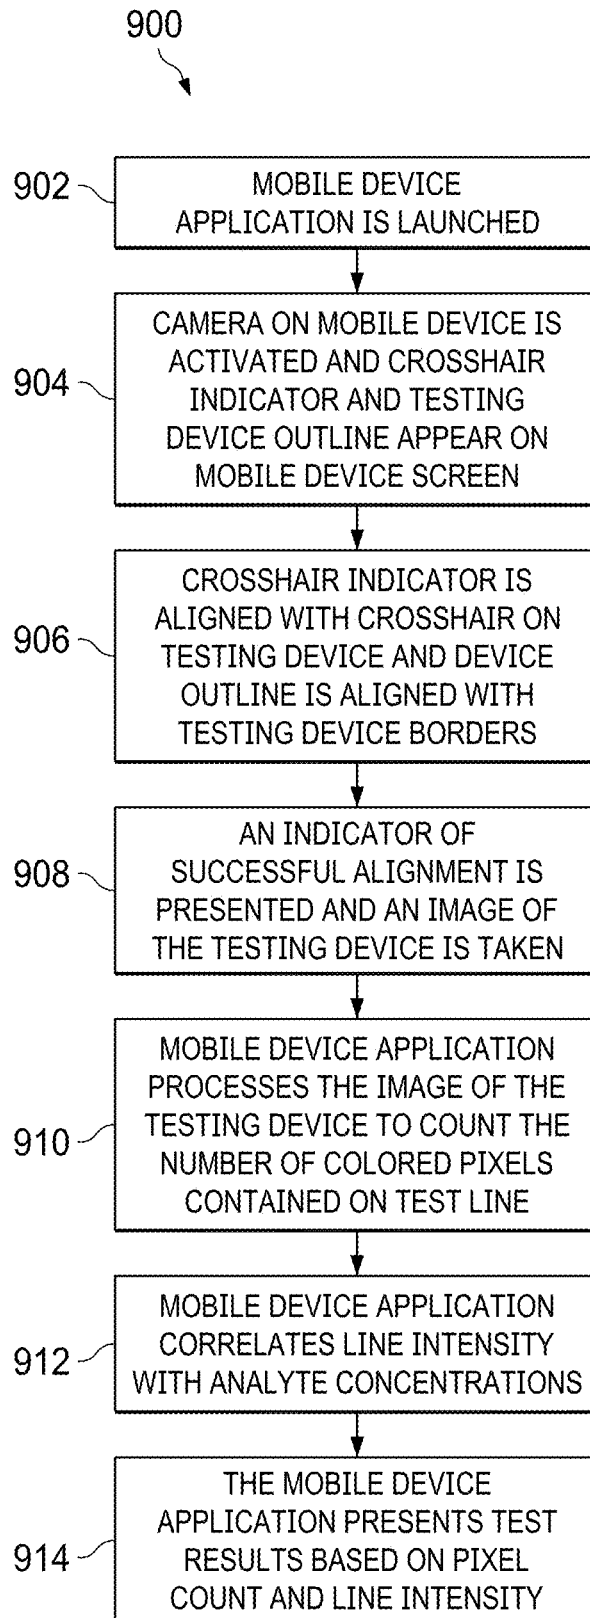 900
902
MOBILE DEVICE
APPLICATION IS LAUNCHED
904
CAMERA ON MOBILE DEVICE IS
ACTIVATED AND CROSSHAIR
INDICATOR AND TESTING
DEVICE OUTLINE APPEAR ON
MOBILE DEVICE SCREEN
906
CROSSHAIR INDICATOR IS
ALIGNED WITH CROSSHAIR ON
TESTING DEVICE AND DEVICE
OUTLINE IS ALIGNED WITH
TESTING DEVICE BORDERS
908
AN INDICATOR OF
SUCCESSFUL ALIGNMENT IS
PRESENTED AND AN IMAGE OF
THE TESTING DEVICE IS TAKEN
910
MOBILE DEVICE APPLICATION
PROCESSES THE IMAGE OF THE
TESTING DEVICE TO COUNT THE
NUMBER OF COLORED PIXELS
CONTAINED ON TEST LINE
912
MOBILE DEVICE APPLICATION
CORRELATES LINE INTENSITY
WITH ANALYTE CONCENTRATIONS
914
THE MOBILE DEVICE
APPLICATION PRESENTS TEST
RESULTS BASED ON PIXEL
COUNT AND LINE INTENSITY